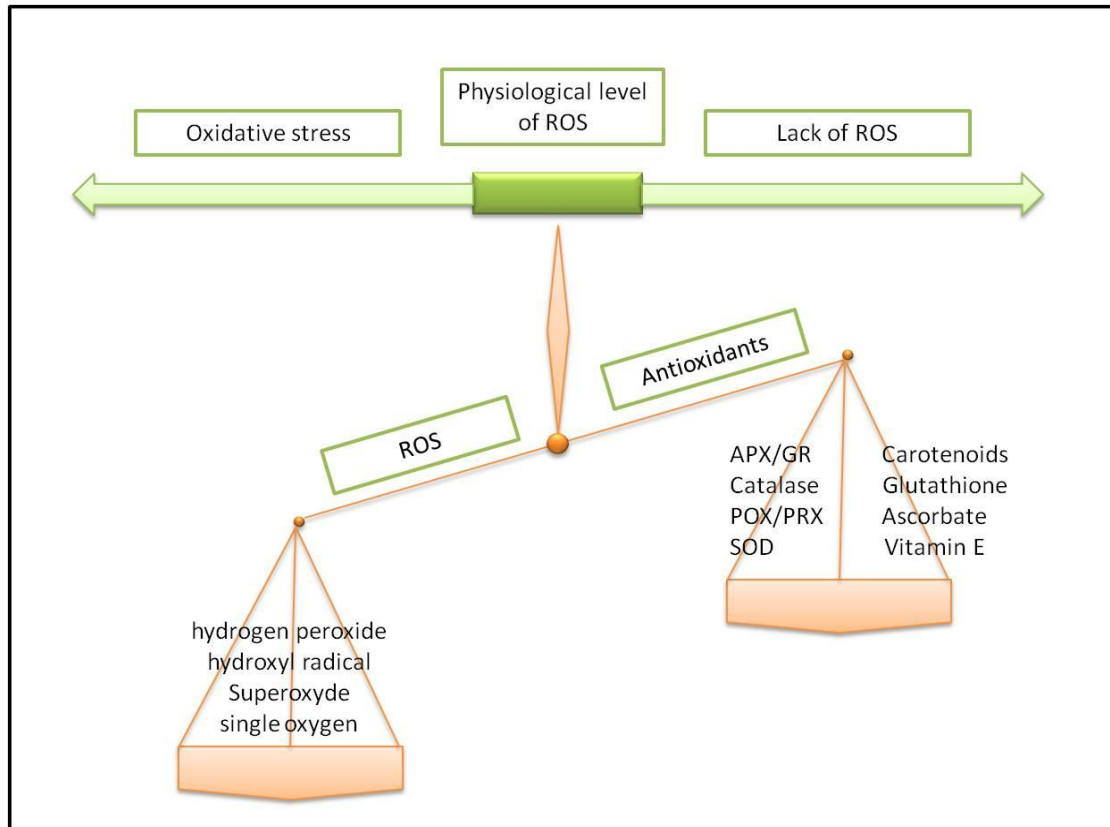 Physiological level
of ROS
Oxidative stress
Lack of ROS
Antioxidants
ROS
APX/GR
Catalase
POX/PRX
SOD
Carotenoids
Glutathione
Ascorbate
Vitamin E
hydrogen peroxide
hydroxyl radical
Superoxyde
single oxygen